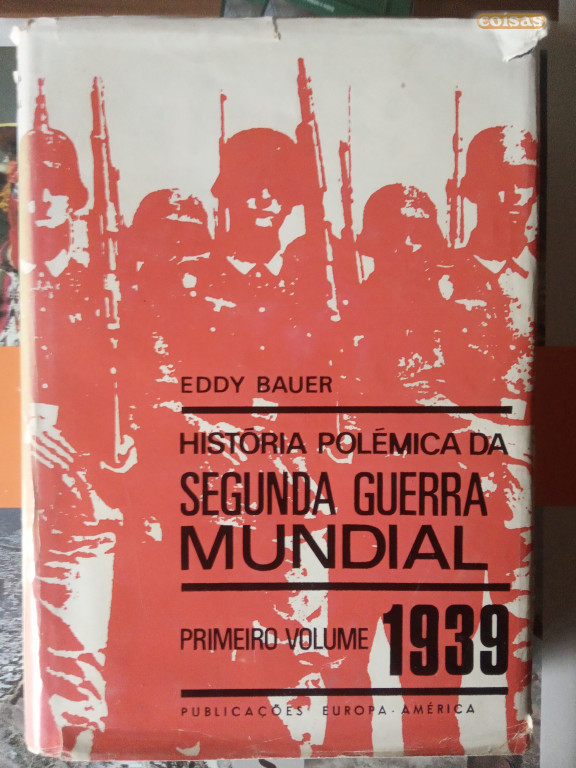 coisas
EDDY BAUER
HISTÓRIA POLÉMICA DA
SEGUNDA GUERRA
MUNDIAL
PRIMEIRO VOLUME 1939
PUBLICAÇÕES EUROPA-AMÉRICA